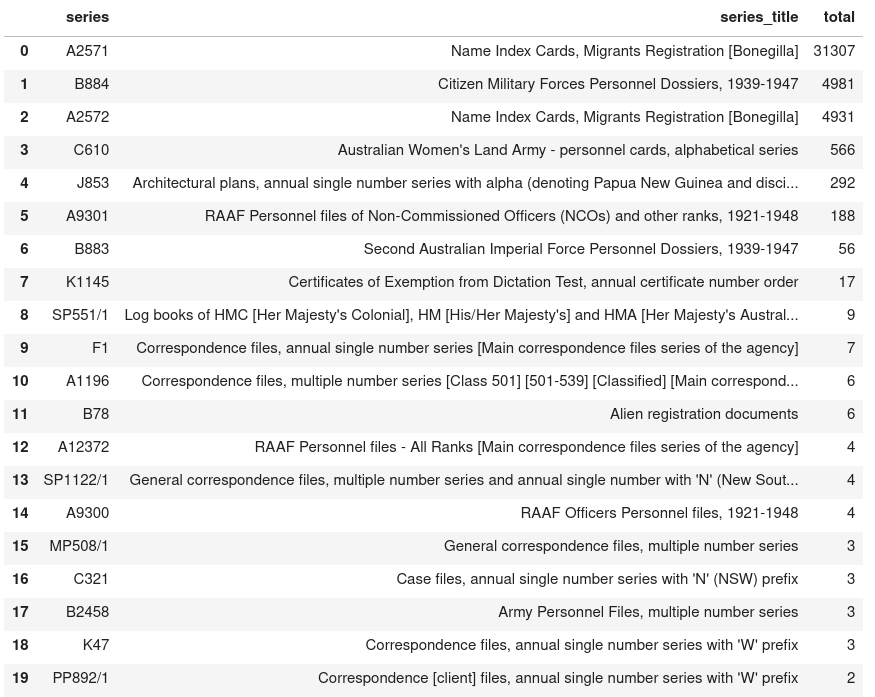 series series_title total
0 A2571 Name Index Cards, Migrants Registration [Bonegilla] 31307
1 B884 Citizen Military Forces Personnel Dossiers, 1939-1947 4981
2 A2572 Name Index Cards, Migrants Registration [Bonegilla] 4931
3 C610 Australian Women's Land Army - personnel cards, alphabetical series 566
4 J853 Architectural plans, annual single number series with alpha (denoting Papua New Guinea and disci... 292
5 A9301 RAAF Personnel files of Non-Commissioned Officers (NCOs) and other ranks, 1921-1948 188
6 B883 Second Australian Imperial Force Personnel Dossiers, 1939-1947 56
7 K1145 Certificates of Exemption from Dictation Test, annual certificate number order 17
8 SP551/1 Log books of HMC [Her Majesty's Colonial], HM [His/Her Majesty's] and HMA [Her Majesty's Austral... 9
9 F1 Correspondence files, annual single number series [Main correspondence files series of the agency] 7
10 A1196 Correspondence files, multiple number series [Class 501] [501-539] [Classified] [Main correspond... 6
11 B78 Alien registration documents 6
12 A12372 RAAF Personnel files - All Ranks [Main correspondence files series of the agency] 4
13 SP1122/1 General correspondence files, multiple number series and annual single number with 'N' (New Sout... 4
14 A9300 RAAF Officers Personnel files, 1921-1948 4
15 MP508/1 General correspondence files, multiple number series 3
16 C321 Case files, annual single number series with 'N' (NSW) prefix 3
17 B2458 Army Personnel Files, multiple number series 3
18 K47 Correspondence files, annual single number series with 'W' prefix 3
19 PP892/1 Correspondence [client] files, annual single number series with 'W' prefix 2